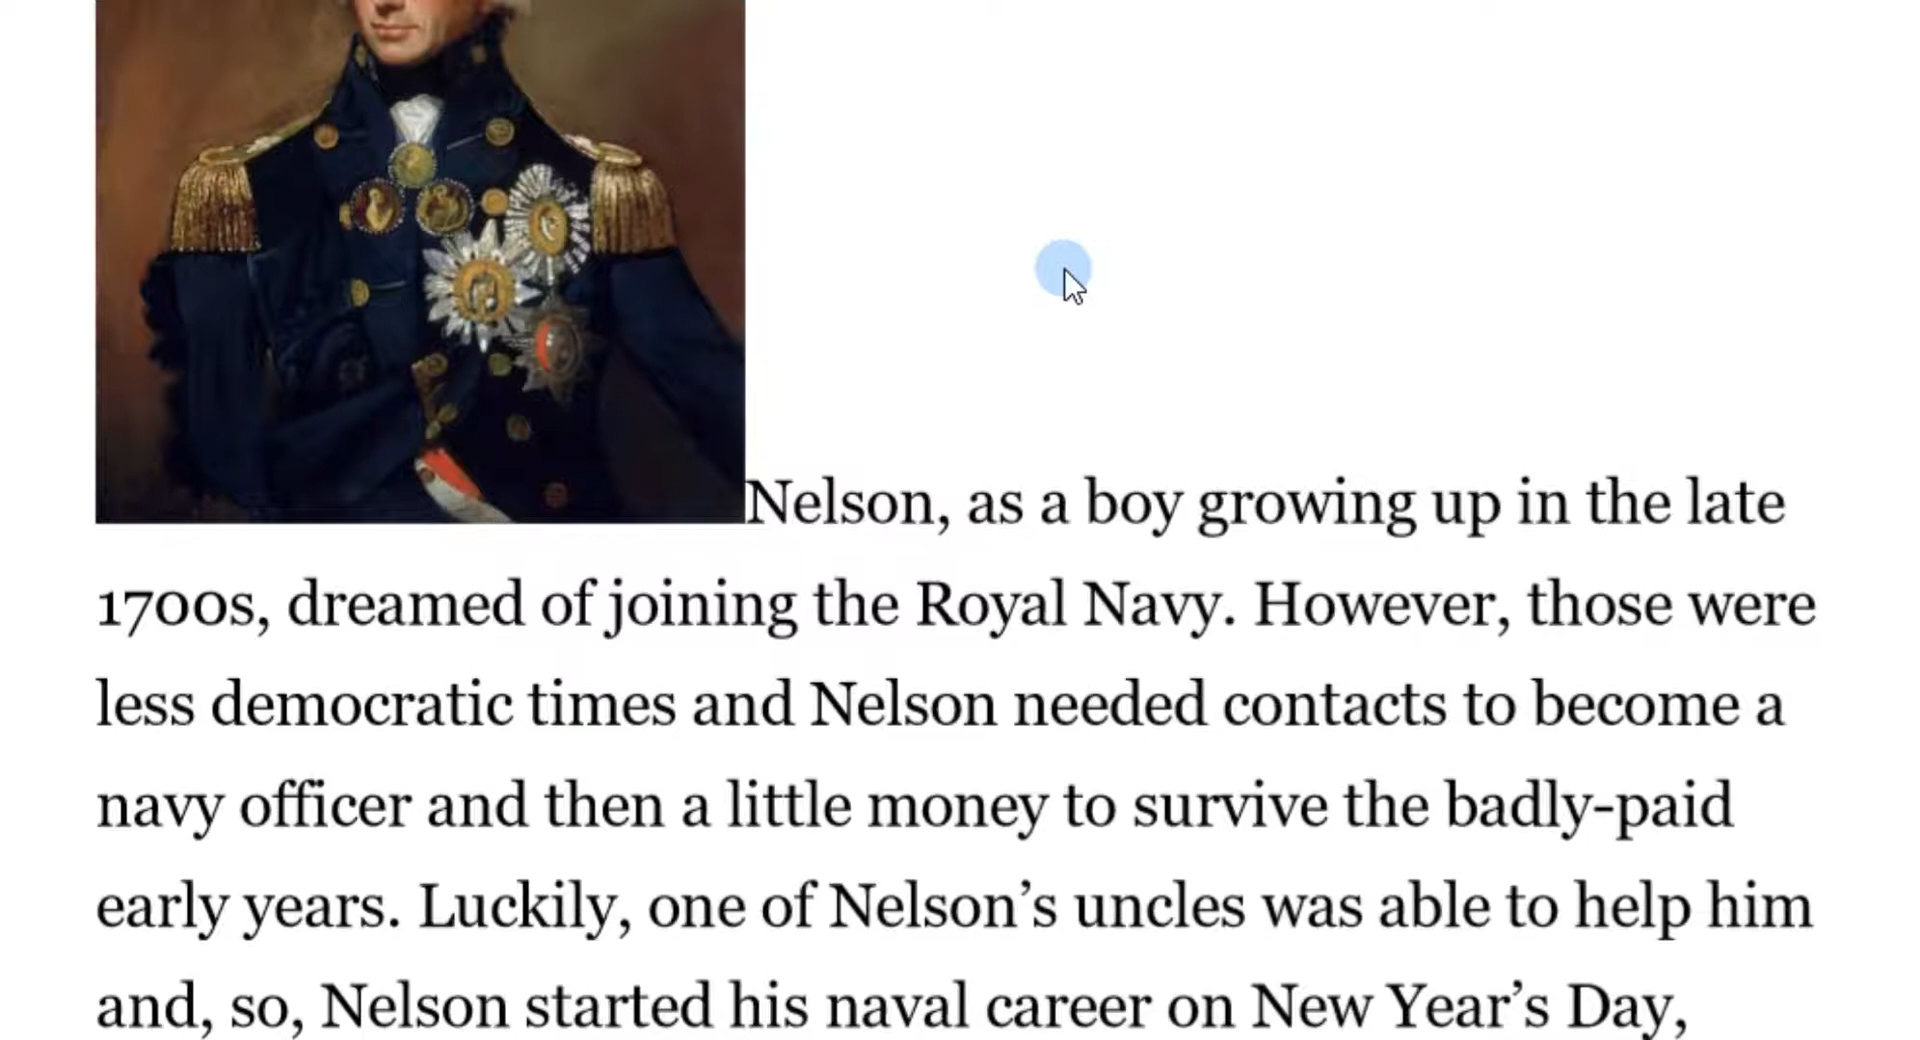 Nelson, as a boy growing up in the late
1700s, dreamed of joining the Royal Navy. However, those were
less democratic times and Nelson needed contacts to become a
navy officer and then a little money to survive the badly-paid
early years. Luckily, one of Nelson’s uncles was able to help him
and, so, Nelson started his naval career on New Year’s Day,